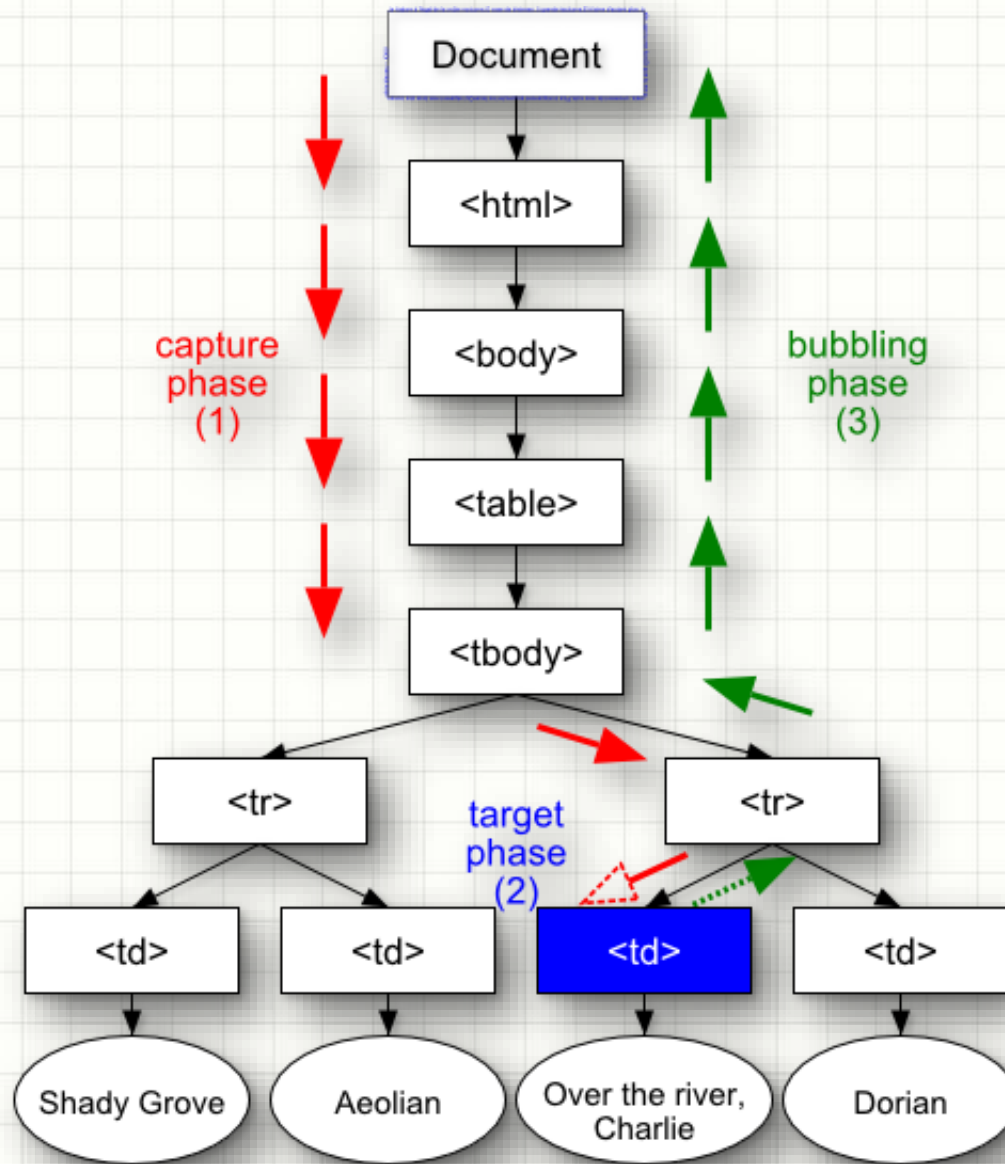 Document
<html>
capture
phase
(1)
<body>
bubbling
phase
(3)
<table>
<tbody>
<tr>
target
phase
(2)
<tr>
<td>
<td>
<td>
<td>
Shady Grove
Aeolian
Over the river,
Charlie
Dorian